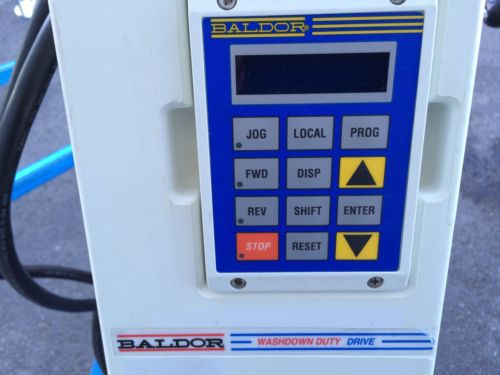 BALDOR®
JOG LOCAL PROG
FWD DISP
REV SHIFT ENTER
STOP RESET
BALDOR WASHDOWN DUTY DRIVE